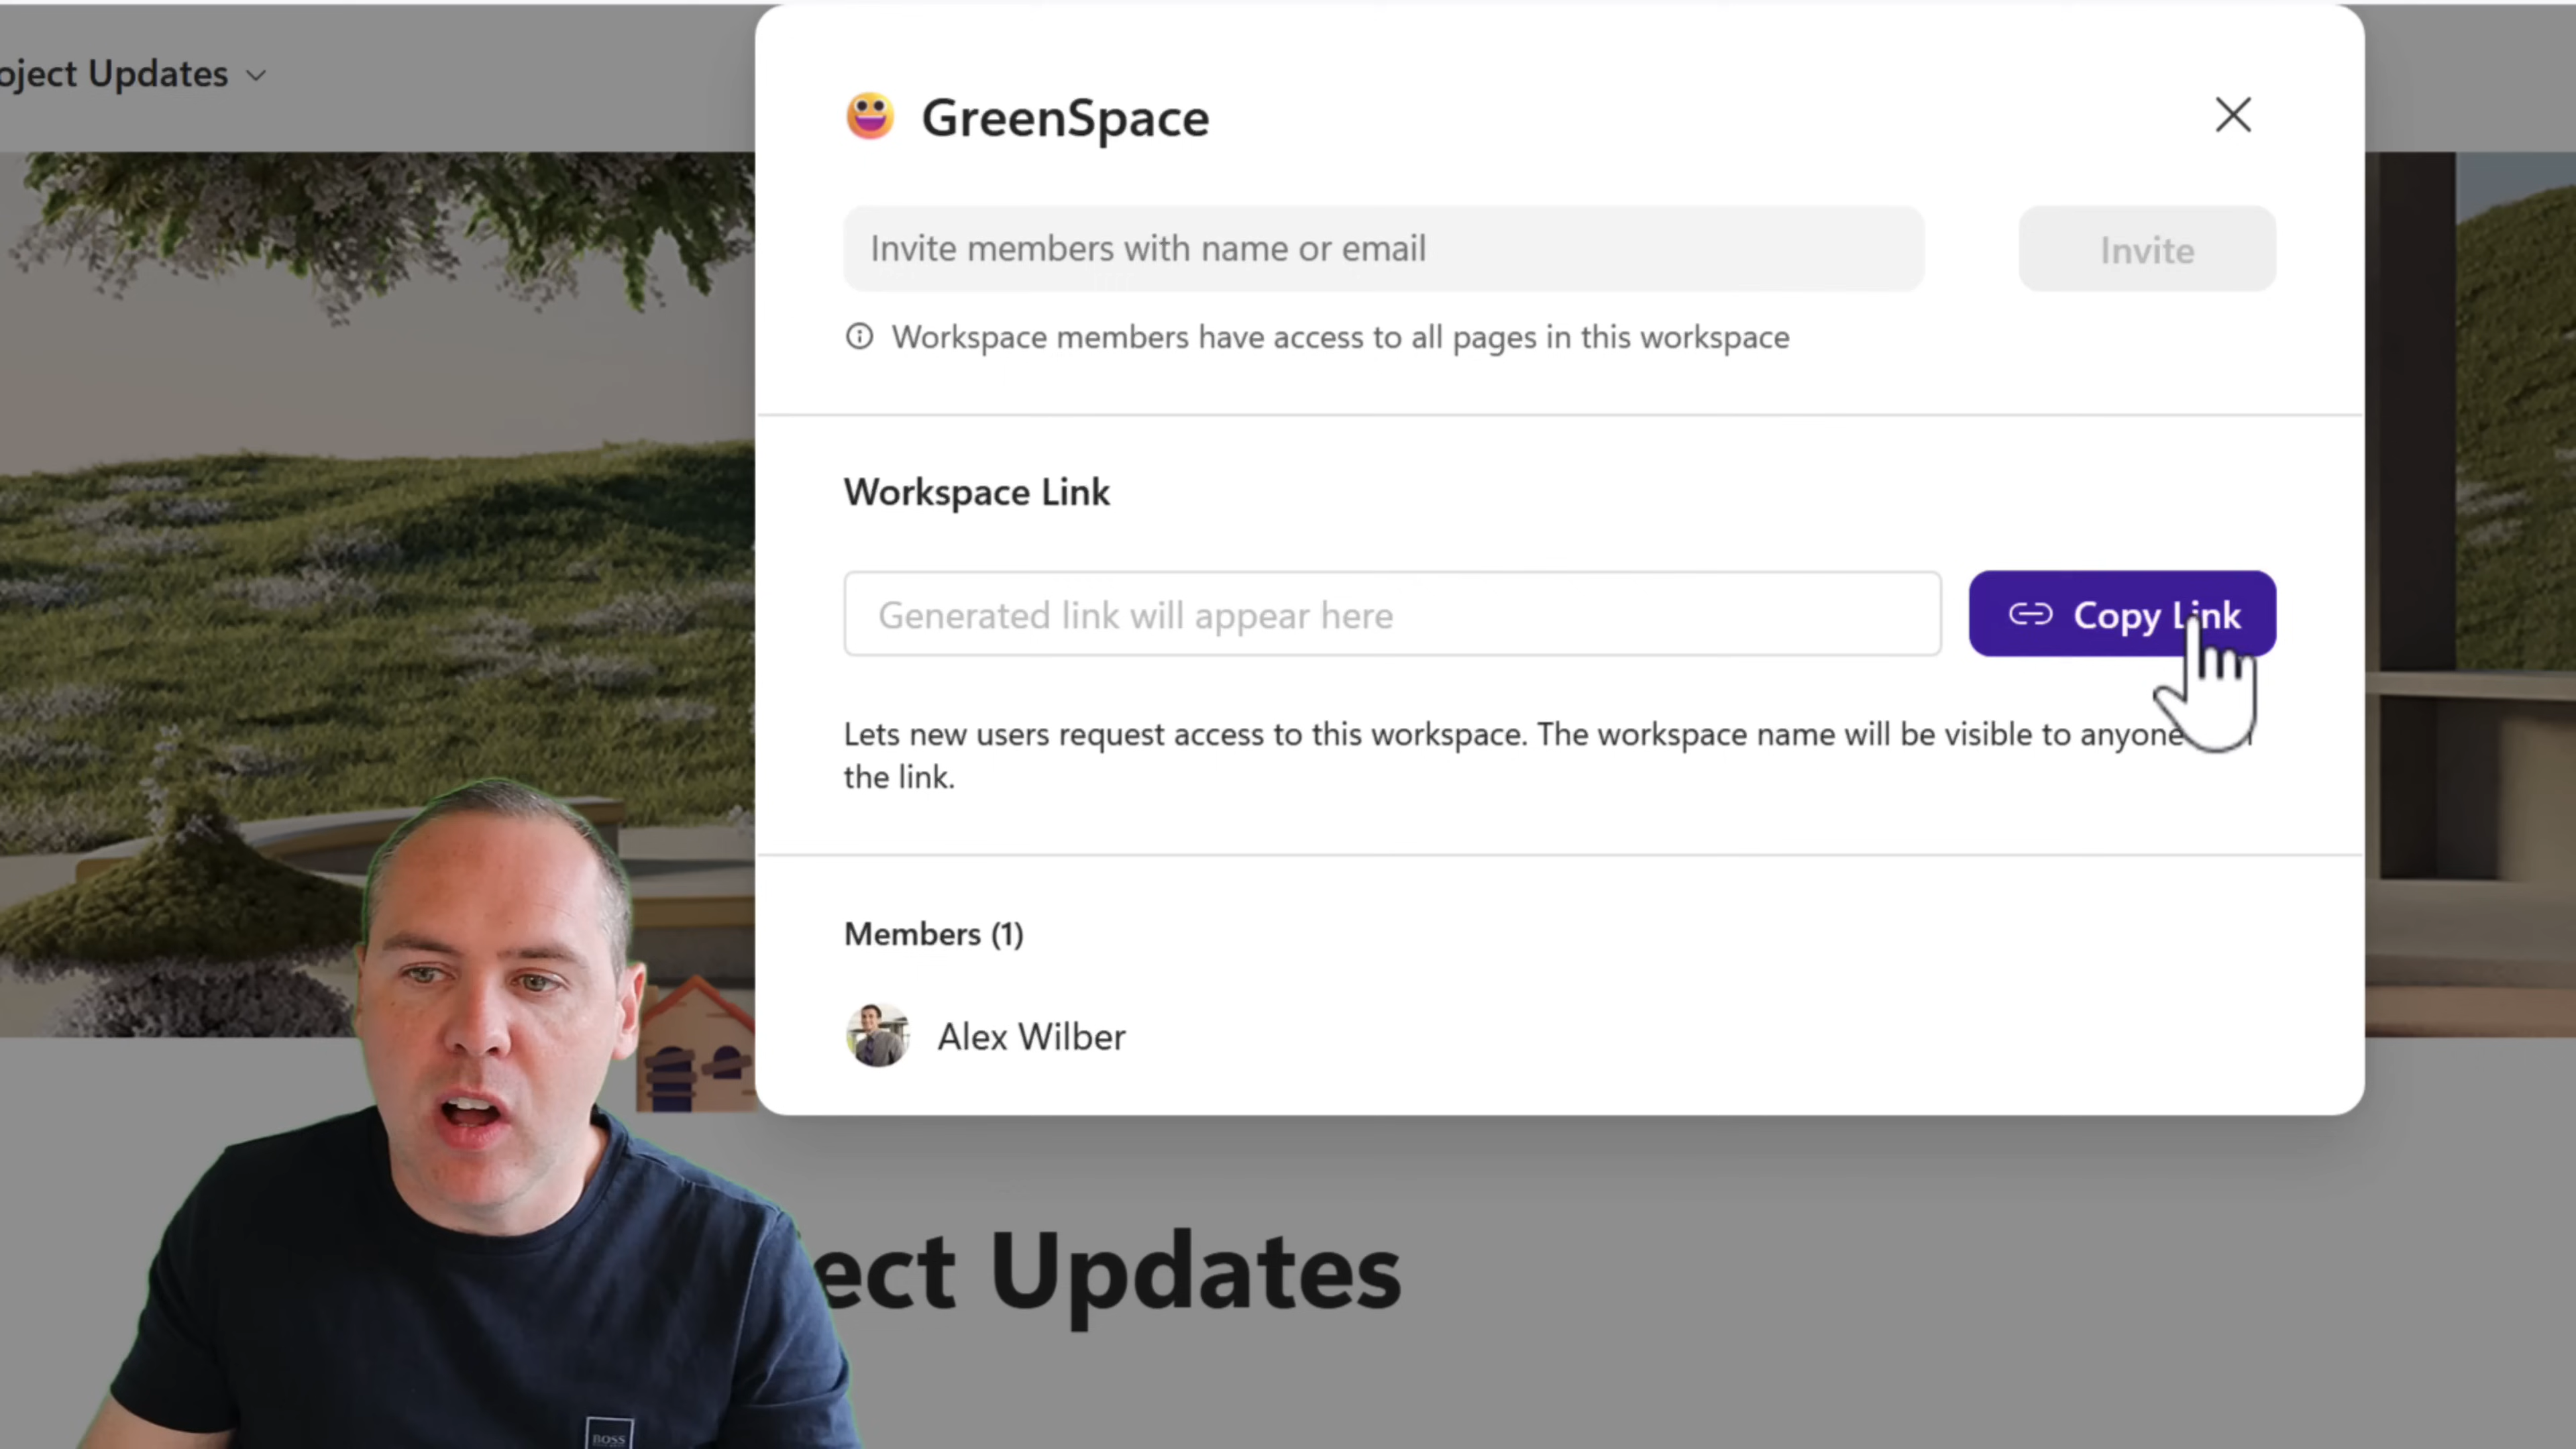 oject Updates
GreenSpace
Invite members with name or email
Invite
Workspace members have access to all pages in this workspace
Workspace Link
Generated link will appear here
Copy Link
Lets new users request access to this workspace. The workspace name will be visible to anyone
the link.
Members (1)
Alex Wilber
ect Updates
BOSS